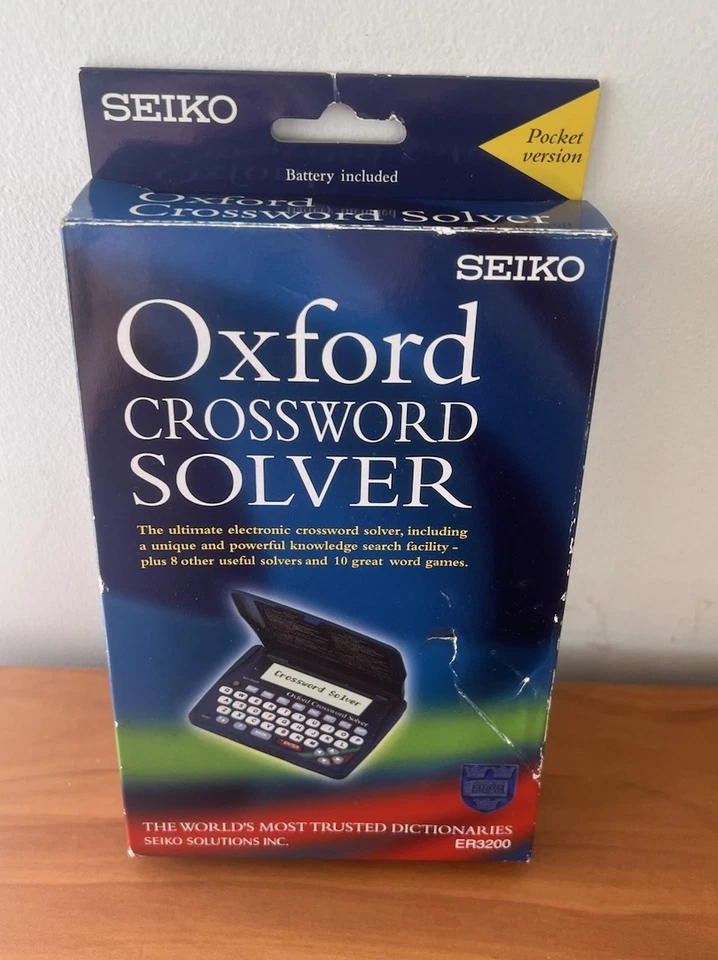 SEIKO
Pocket
version
Battery included
Oxford
Crossword Solver
SEIKO
Oxford
CROSSWORD
SOLVER
The ultimate electronic crossword solver, including
a unique and powerful knowledge search facility –
plus 8 other useful solvers and 10 great word games.
Crossword Solver
Oxford Crossword Solver
THE WORLD'S MOST TRUSTED DICTIONARIES
SEIKO SOLUTIONS INC.
ER3200